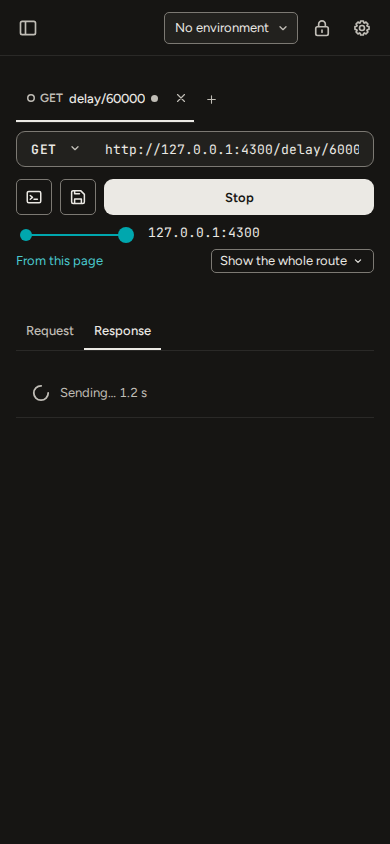 No environment
GET delay/60000
GET http://127.0.0.1:4300/delay/6000
Stop
127.0.0.1:4300
From this page
Show the whole route
Request Response
Sending... 1.2 s